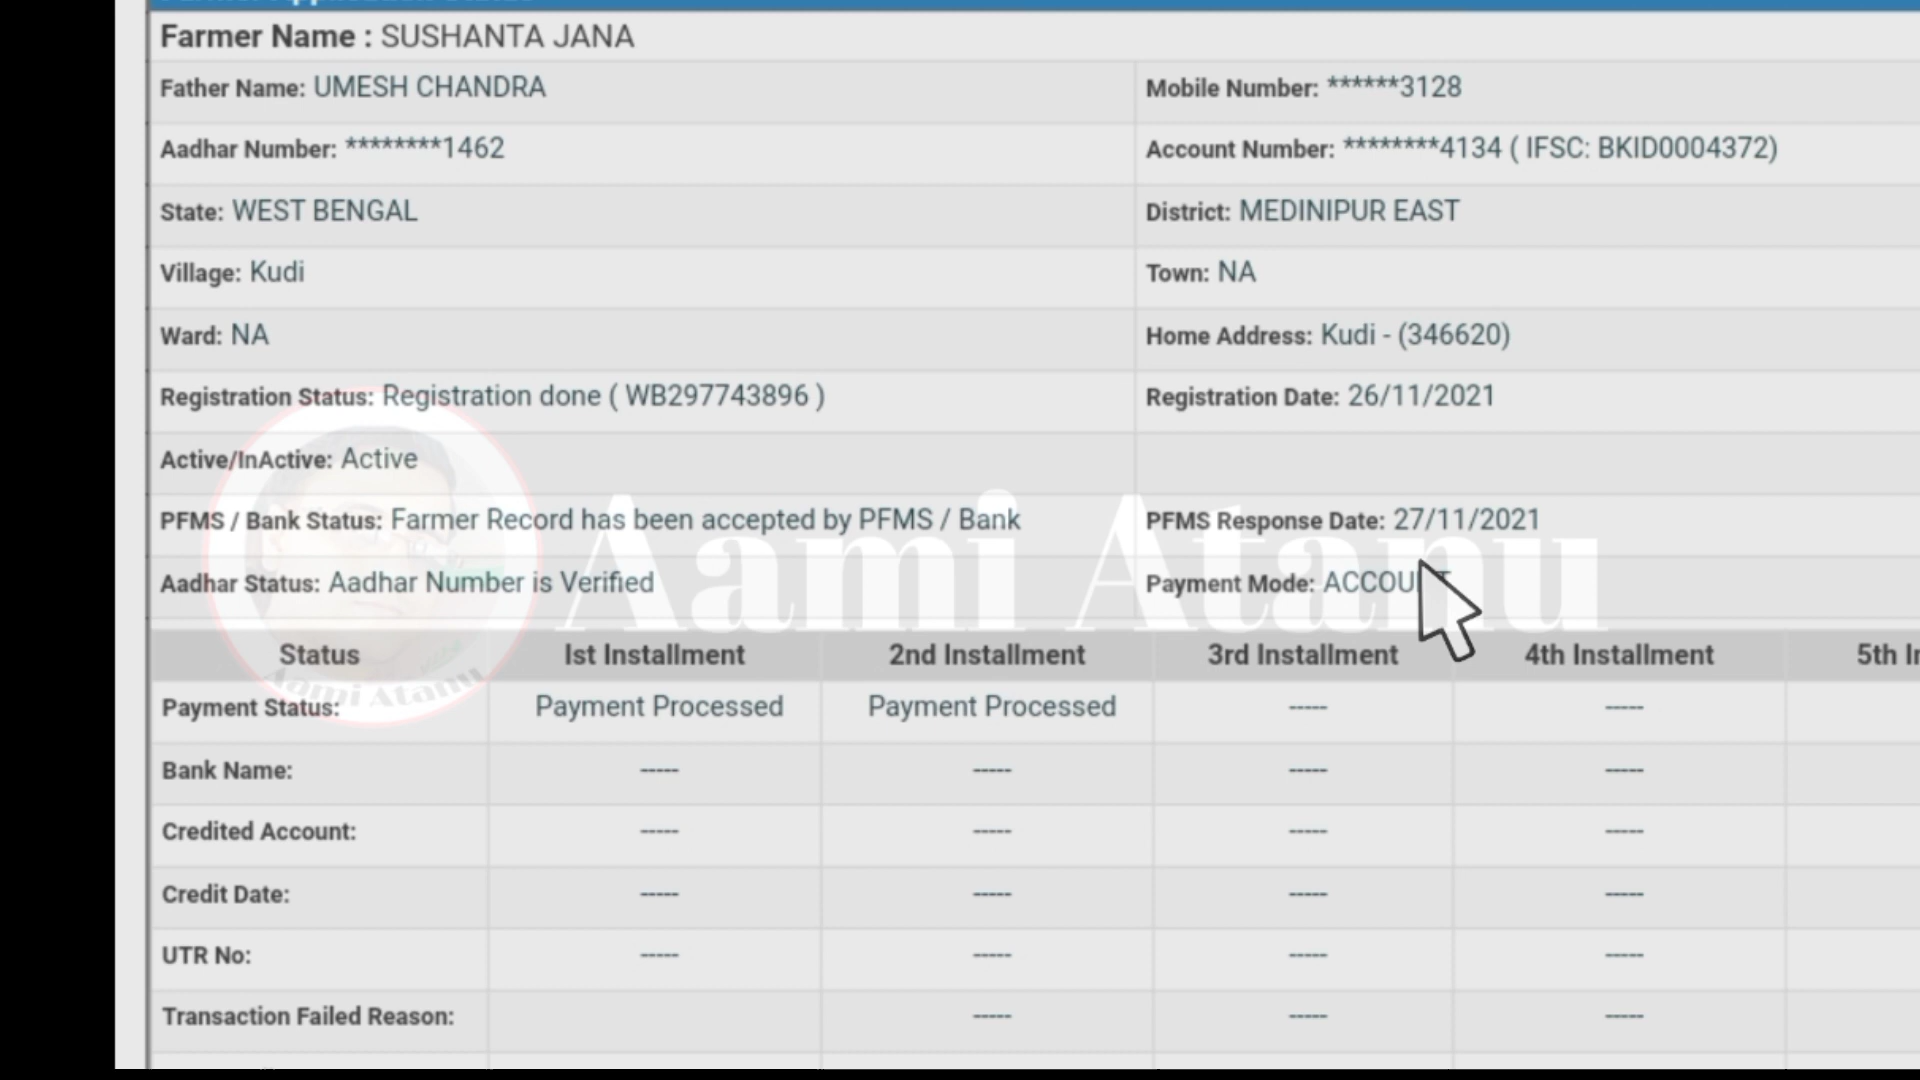 Farmer Name : SUSHANTA JANA
Father Name: UMESH CHANDRA
Mobile Number: ******3128
Aadhar Number: ********1462
Account Number: ********4134 ( IFSC: BKID0004372)
State: WEST BENGAL
District: MEDINIPUR EAST
Village: Kudi
Town: NA
Ward: NA
Home Address: Kudi - (346620)
Registration Status: Registration done ( WB297743896 )
Registration Date: 26/11/2021
Active/InActive: Active
PFMS / Bank Status: Farmer Record has been accepted by PFMS / Bank
PFMS Response Date: 27/11/2021
Aadhar Status: Aadhar Number is Verified
Payment Mode: ACCOUNT
Aami Atanu
Aami Atanu
Status Ist Installment 2nd Installment 3rd Installment 4th Installment 5th
Payment Status: Payment Processed Payment Processed ----- -----
Bank Name: ----- ----- ----- -----
Credited Account: ----- ----- ----- -----
Credit Date: ----- ----- ----- -----
UTR No: ----- ----- ----- -----
Transaction Failed Reason: ----- ----- -----